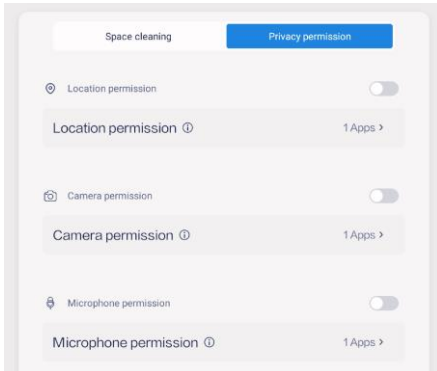 Space cleaning
Privacy permission
Location permission
Location permission
1 Apps >
Camera permission
Camera permission
1 Apps >
Microphone permission
Microphone permission
1 Apps >